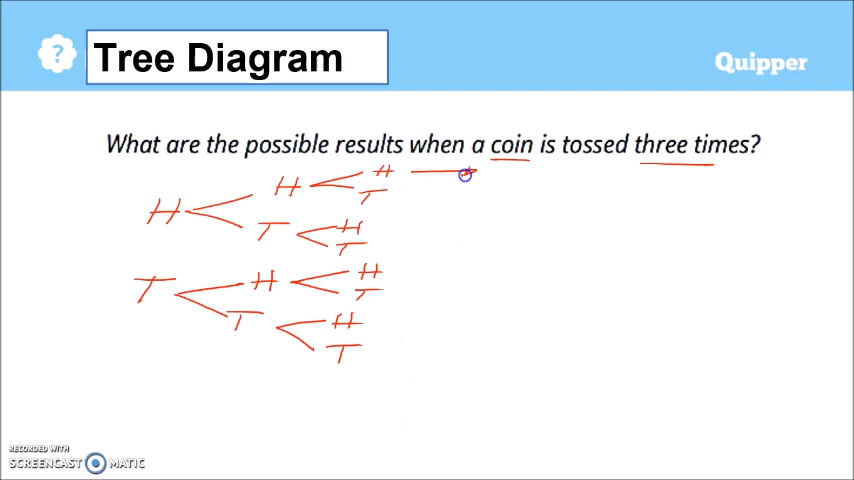 ?
Tree Diagram
Quipper
What are the possible results when a coin is tossed three times?
H
H H
T
T H
T
T
H H
T
T H
T
RECORDED WITH
SCREENCAST MATIC